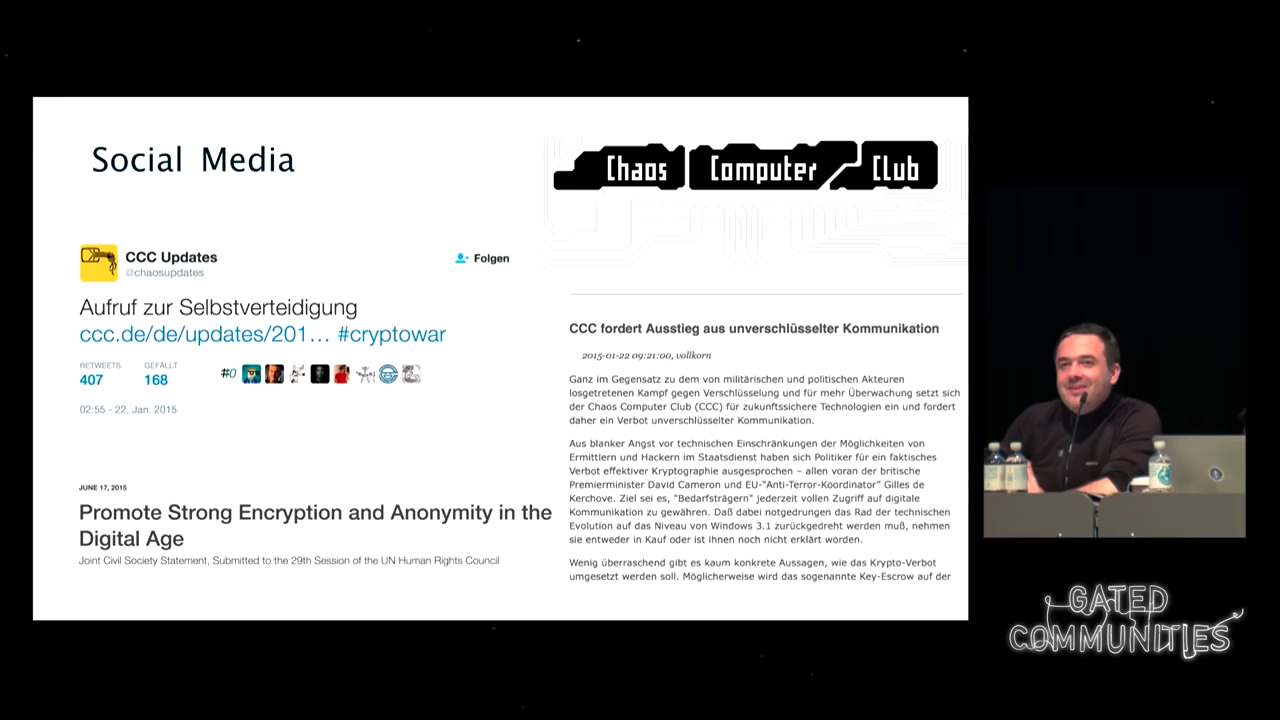 Social Media
Chaos Computer Club
CCC Updates
@chaosupdates
Folgen
Aufruf zur Selbstverteidigung
ccc.de/de/updates/201… #cryptowar
RETWEETS
407
GEFÄLLT
168
#0
02:55 - 22. Jan. 2015
JUNE 17, 2015
Promote Strong Encryption and Anonymity in the
Digital Age
Joint Civil Society Statement, Submitted to the 29th Session of the UN Human Rights Council
CCC fordert Ausstieg aus unverschlüsselter Kommunikation
2015-01-22 09:21:00, vollkorn
Ganz im Gegensatz zu dem von militärischen und politischen Akteuren
losgetretenen Kampf gegen Verschlüsselung und für mehr Überwachung setzt sich
der Chaos Computer Club (CCC) für zukunftssichere Technologien ein und fordert
daher ein Verbot unverschlüsselter Kommunikation.
Aus blanker Angst vor technischen Einschränkungen der Möglichkeiten von
Ermittlern und Hackern im Staatsdienst haben sich Politiker für ein faktisches
Verbot effektiver Kryptographie ausgesprochen – allen voran der britische
Premierminister David Cameron und EU-"Anti-Terror-Koordinator" Gilles de
Kerchove. Ziel sei es, "Bedarfsträgern" jederzeit vollen Zugriff auf digitale
Kommunikation zu gewähren. Daß dabei notgedrungen das Rad der technischen
Evolution auf das Niveau von Windows 3.1 zurückgedreht werden muß, nehmen
sie entweder in Kauf oder ist ihnen noch nicht erklärt worden.
Wenig überraschend gibt es kaum konkrete Aussagen, wie das Krypto-Verbot
umgesetzt werden soll. Möglicherweise wird das sogenannte Key-Escrow auf der
GATED
COMMUNITIES